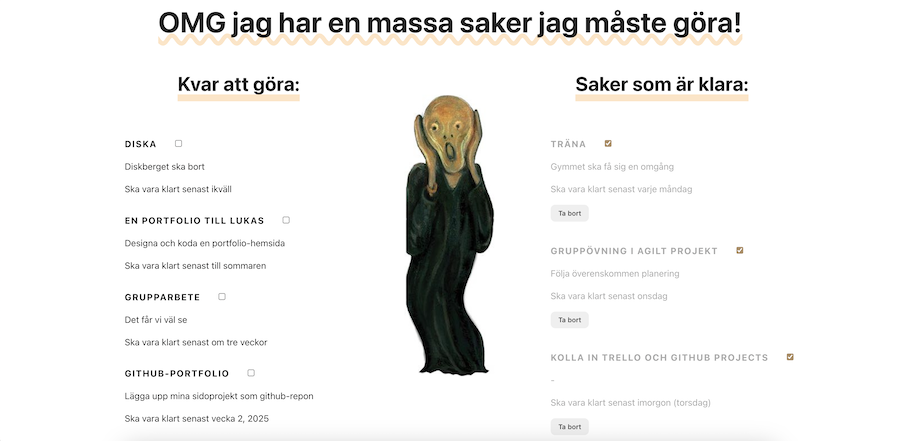 OMG jag har en massa saker jag måste göra!
Kvar att göra:
DISKA
Diskberget ska bort
Ska vara klart senast ikväll
EN PORTFOLIO TILL LUKAS
Designa och koda en portfolio-hemsida
Ska vara klart senast till sommaren
GRUPPARBETE
Det får vi väl se
Ska vara klart senast om tre veckor
GITHUB-PORTFOLIO
Lägga upp mina sidoprojekt som github-repon
Ska vara klart senast vecka 2, 2025
Saker som är klara:
TRÄNA
Gymmet ska få sig en omgång
Ska vara klart senast varje måndag
Ta bort
GRUPPÖVNING I AGILT PROJEKT
Följa överenskommen planering
Ska vara klart senast onsdag
Ta bort
KOLLA IN TRELLO OCH GITHUB PROJECTS
-
Ska vara klart senast imorgon (torsdag)
Ta bort